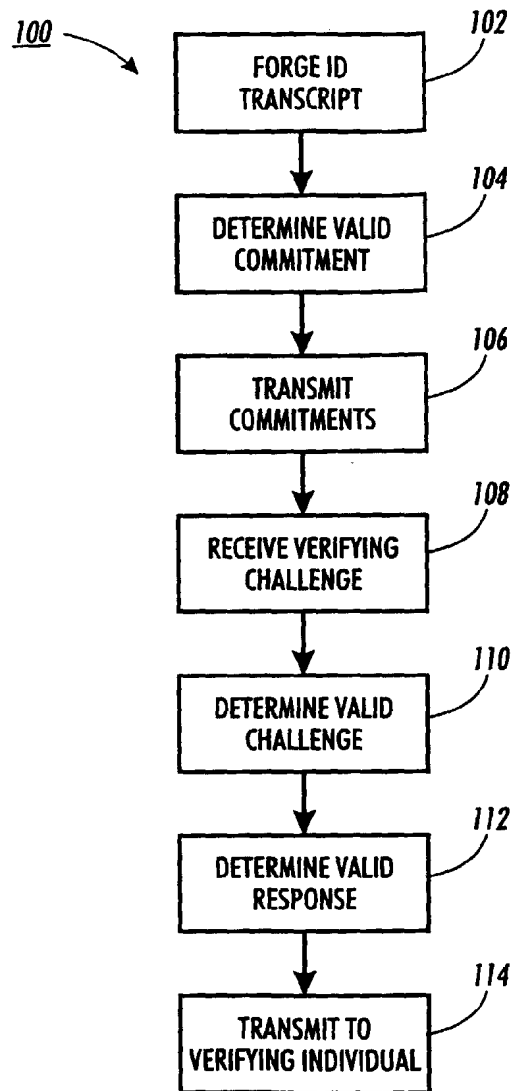 100
102
FORGE ID
TRANSCRIPT
104
DETERMINE VALID
COMMITMENT
106
TRANSMIT
COMMITMENTS
108
RECEIVE VERIFYING
CHALLENGE
110
DETERMINE VALID
CHALLENGE
112
DETERMINE VALID
RESPONSE
114
TRANSMIT TO
VERIFYING INDIVIDUAL